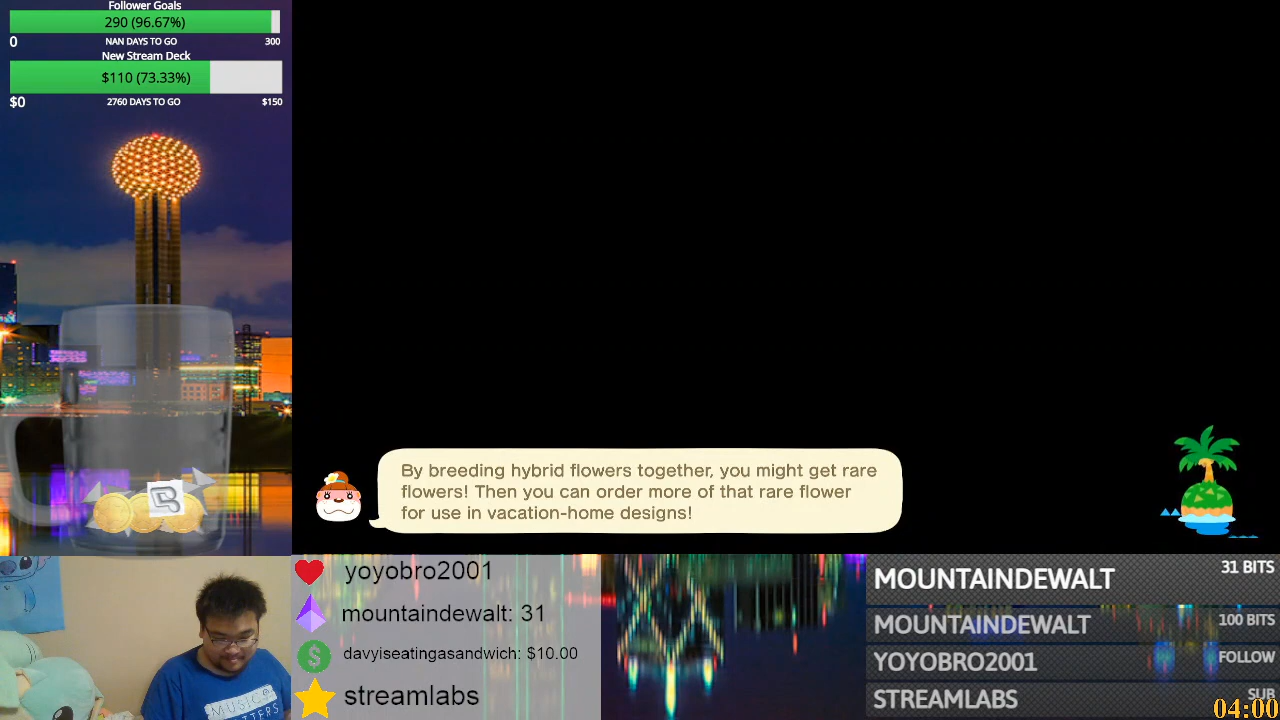 Follower Goals
290 (96.67%)
0
NAN DAYS TO GO
300
New Stream Deck
$110 (73.33%)
$0
2760 DAYS TO GO
$150
By breeding hybrid flowers together, you might get rare
flowers! Then you can order more of that rare flower
for use in vacation-home designs!
yoyobro2001
mountaindewalt: 31
davyiseatingasandwich: $10.00
streamlabs
MOUNTAINDEWALT
31 BITS
MOUNTAINDEWALT
100 BITS
YOYOBRO2001
FOLLOW
STREAMLABS
SUB
04:00
MUSIC
MATTERS